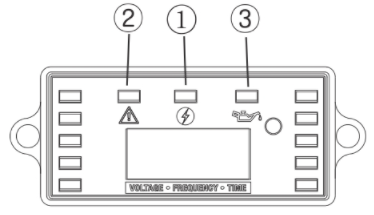 ② ① ③
VOLTAGE • FREQUENCY • TIME